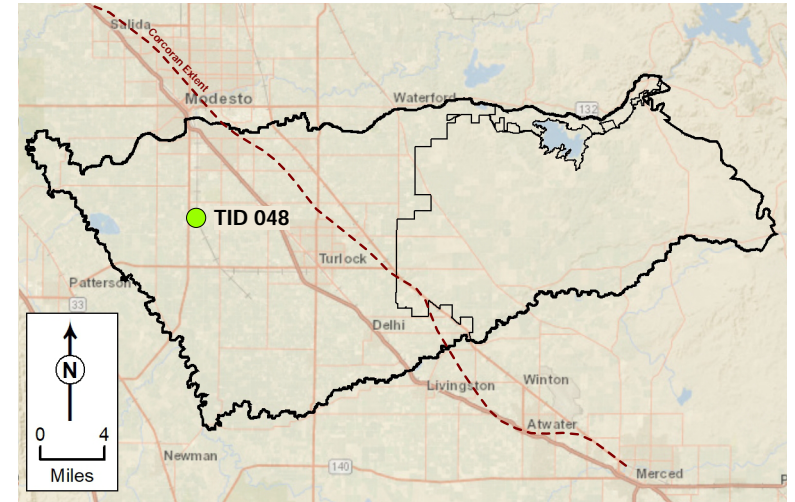 Salida
Corcoran Extent
Modesto
Waterford
132
TID 048
Turlock
Patterson
33
Delhi
N
Livingston
Winton
0 4
Miles
Atwater
Newman
140
Merced
P